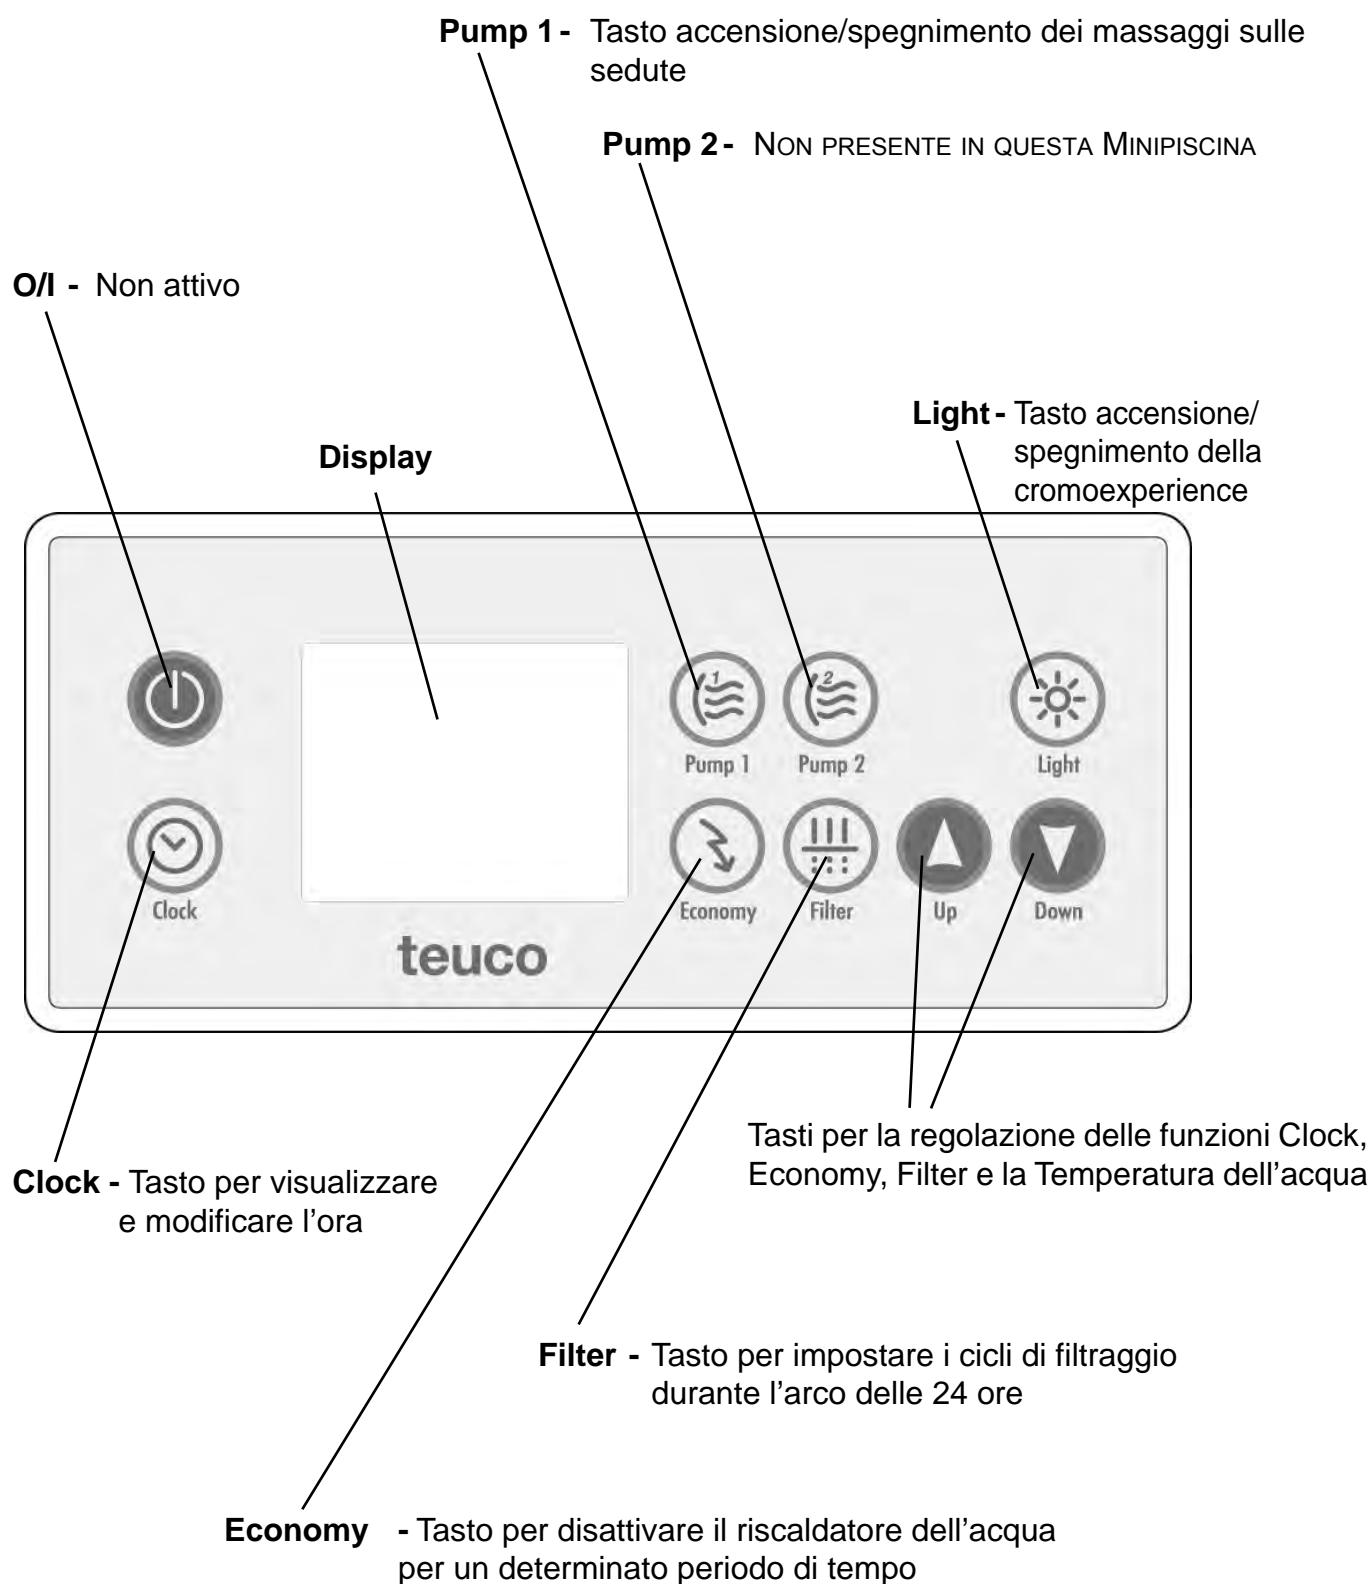 Pump 1 - Tasto accensione/spegnimento dei massaggi sulle
sedute
Pump 2 - NON PRESENTE IN QUESTA MINIPISCINA
O/I - Non attivo
Light - Tasto accensione/
spegnimento della
cromoexperience
Display
1
2
Pump 1
Pump 2
Light
Clock
Economy
Filter
Up
Down
teuco
Tasti per la regolazione delle funzioni Clock,
Economy, Filter e la Temperatura dell’acqua
Clock - Tasto per visualizzare
e modificare l’ora
Filter - Tasto per impostare i cicli di filtraggio
durante l’arco delle 24 ore
Economy - Tasto per disattivare il riscaldatore dell’acqua
per un determinato periodo di tempo